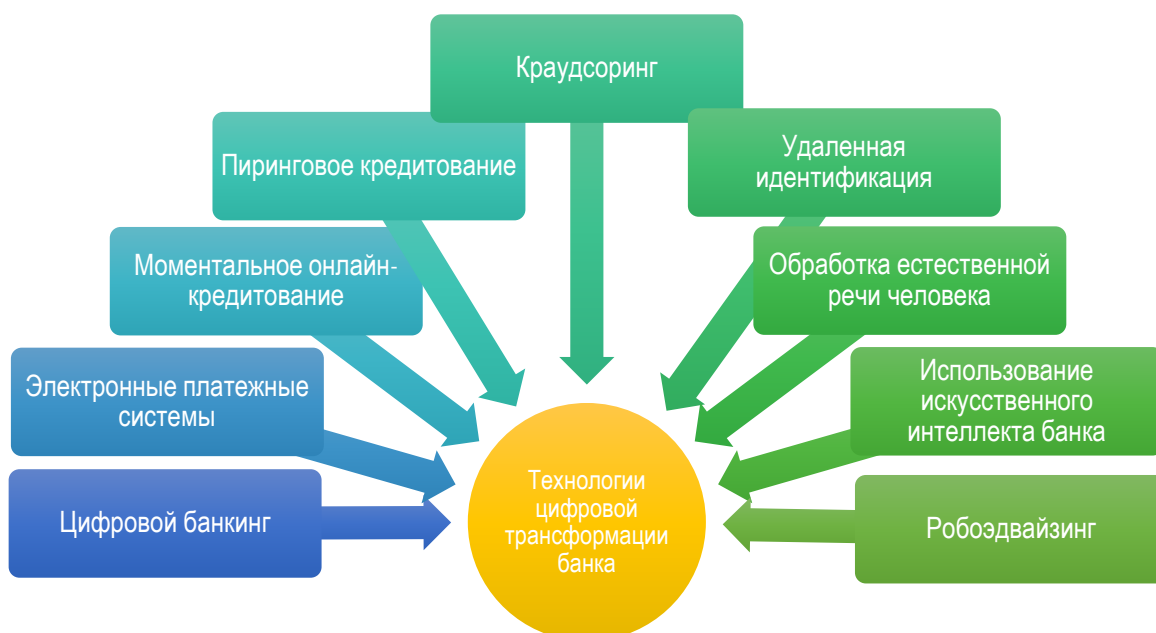 Краудсоринг
Пиринговое кредитование
Удаленная
идентификация
Моментальное онлайн-
кредитование
Обработка естественной
речи человека
Электронные платежные
системы
Использование
искусственного
интеллекта банка
Цифровой банкинг
Технологии
цифровой
трансформации
банка
Робоэдвайзинг